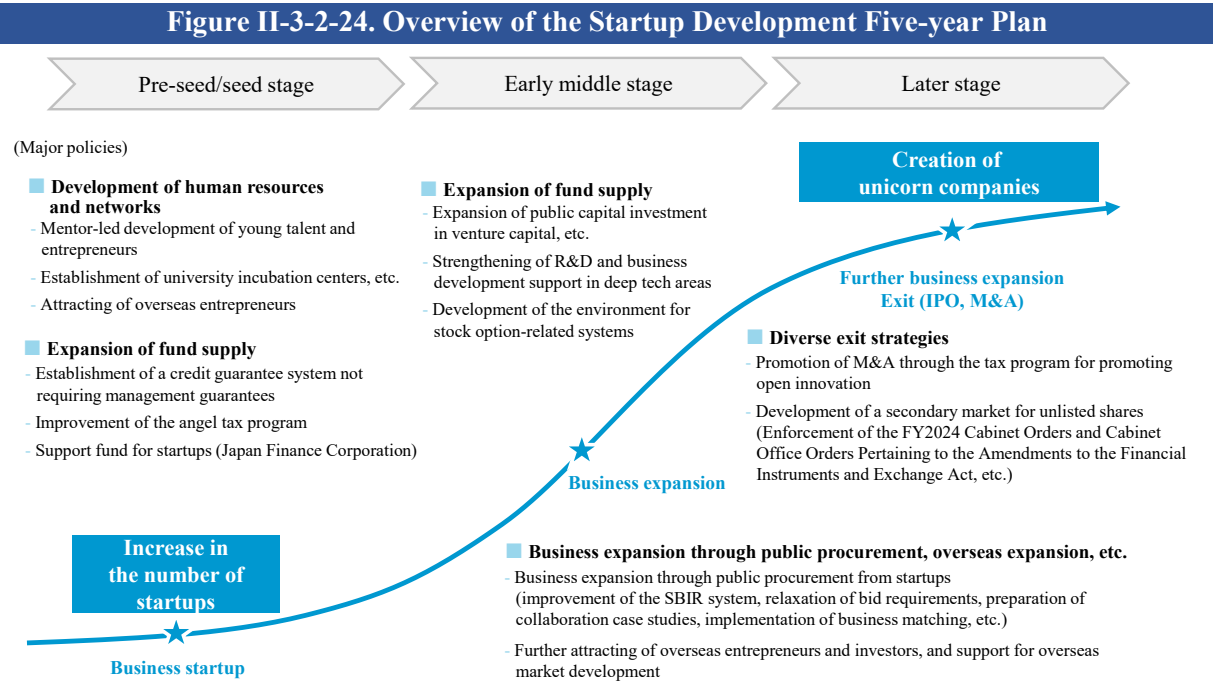 Figure II-3-2-24. Overview of the Startup Development Five-year Plan
Pre-seed/seed stage
Early middle stage
Later stage
(Major policies)
Development of human resources
and networks
- Mentor-led development of young talent and
entrepreneurs
- Establishment of university incubation centers, etc.
- Attracting of overseas entrepreneurs
Expansion of fund supply
- Establishment of a credit guarantee system not
requiring management guarantees
- Improvement of the angel tax program
- Support fund for startups (Japan Finance Corporation)
Increase in
the number of
startups
Business startup
Expansion of fund supply
- Expansion of public capital investment
in venture capital, etc.
- Strengthening of R&D and business
development support in deep tech areas
- Development of the environment for
stock option-related systems
Business expansion
Creation of
unicorn companies
Further business expansion
Exit (IPO, M&A)
Diverse exit strategies
- Promotion of M&A through the tax program for promoting
open innovation
- Development of a secondary market for unlisted shares
(Enforcement of the FY2024 Cabinet Orders and Cabinet
Office Orders Pertaining to the Amendments to the Financial
Instruments and Exchange Act, etc.)
Business expansion through public procurement, overseas expansion, etc.
- Business expansion through public procurement from startups
(improvement of the SBIR system, relaxation of bid requirements, preparation of
collaboration case studies, implementation of business matching, etc.)
- Further attracting of overseas entrepreneurs and investors, and support for overseas
market development